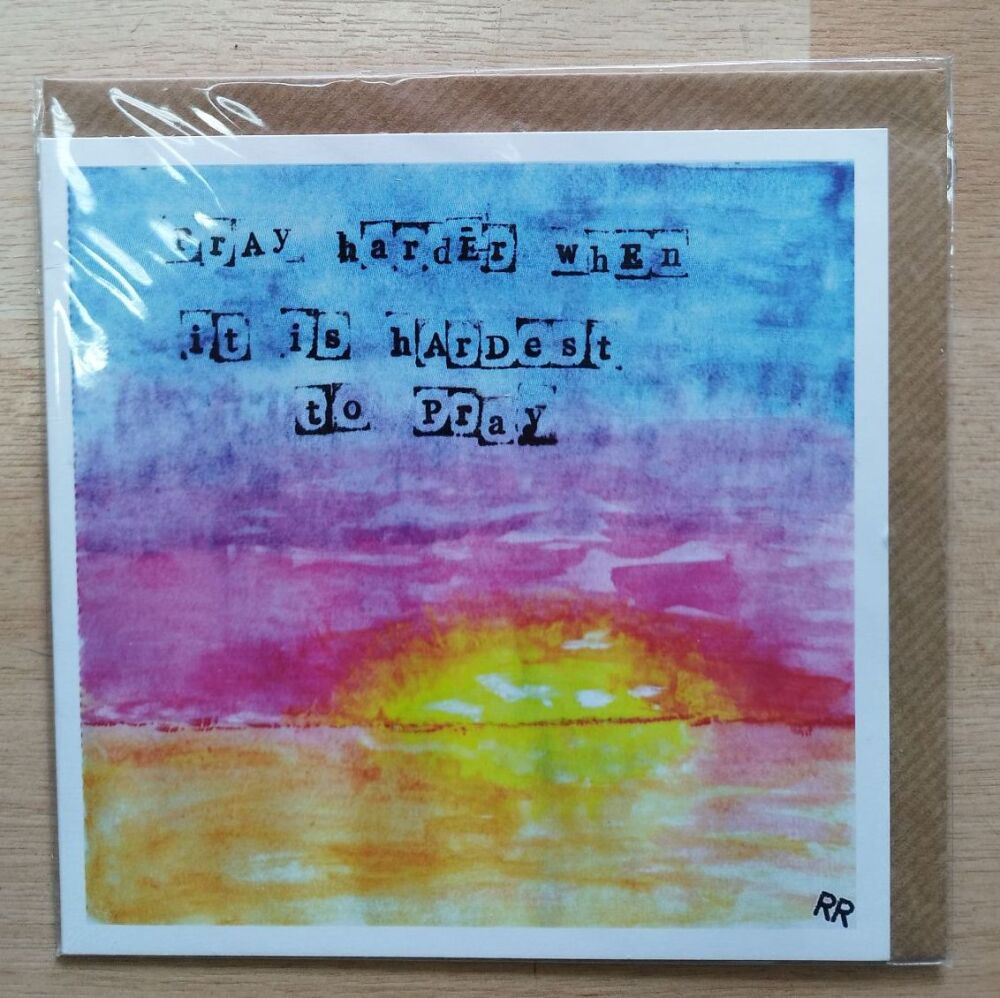 PrAy hardEr wHEn
it is hArDest
to Pray
RR